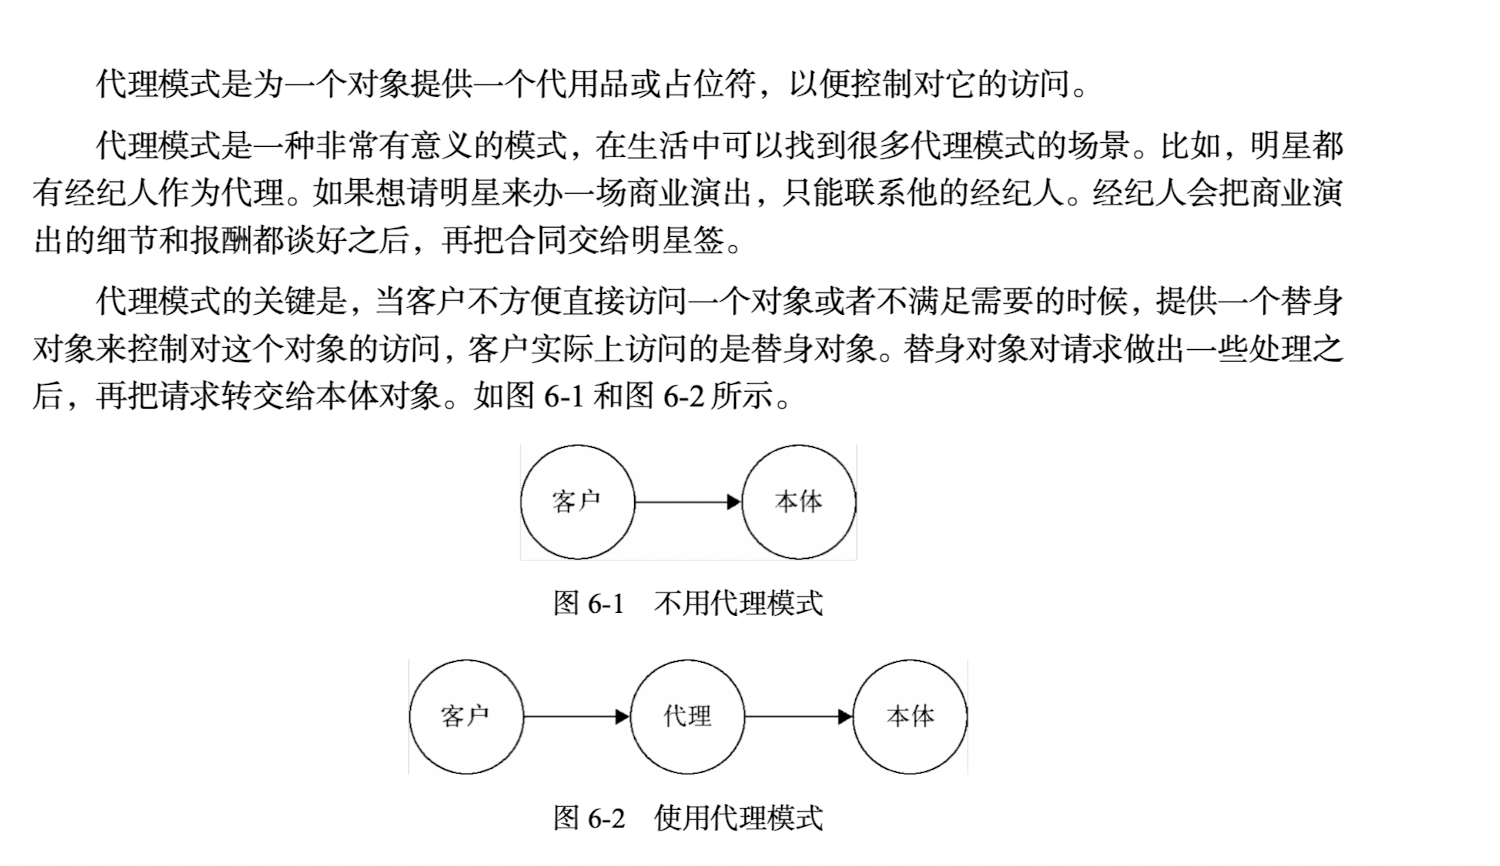 代理模式是为一个对象提供一个代用品或占位符，以便控制对它的访问。
代理模式是一种非常有意义的模式，在生活中可以找到很多代理模式的场景。比如，明星都
有经纪人作为代理。如果想请明星来办一场商业演出，只能联系他的经纪人。经纪人会把商业演
出的细节和报酬都谈好之后，再把合同交给明星签。
代理模式的关键是，当客户不方便直接访问一个对象或者不满足需要的时候，提供一个替身
对象来控制对这个对象的访问，客户实际上访问的是替身对象。替身对象对请求做出一些处理之
后，再把请求转交给本体对象。如图 6-1 和图 6-2 所示。
客户 本体
图 6-1 不用代理模式
客户 代理 本体
图 6-2 使用代理模式